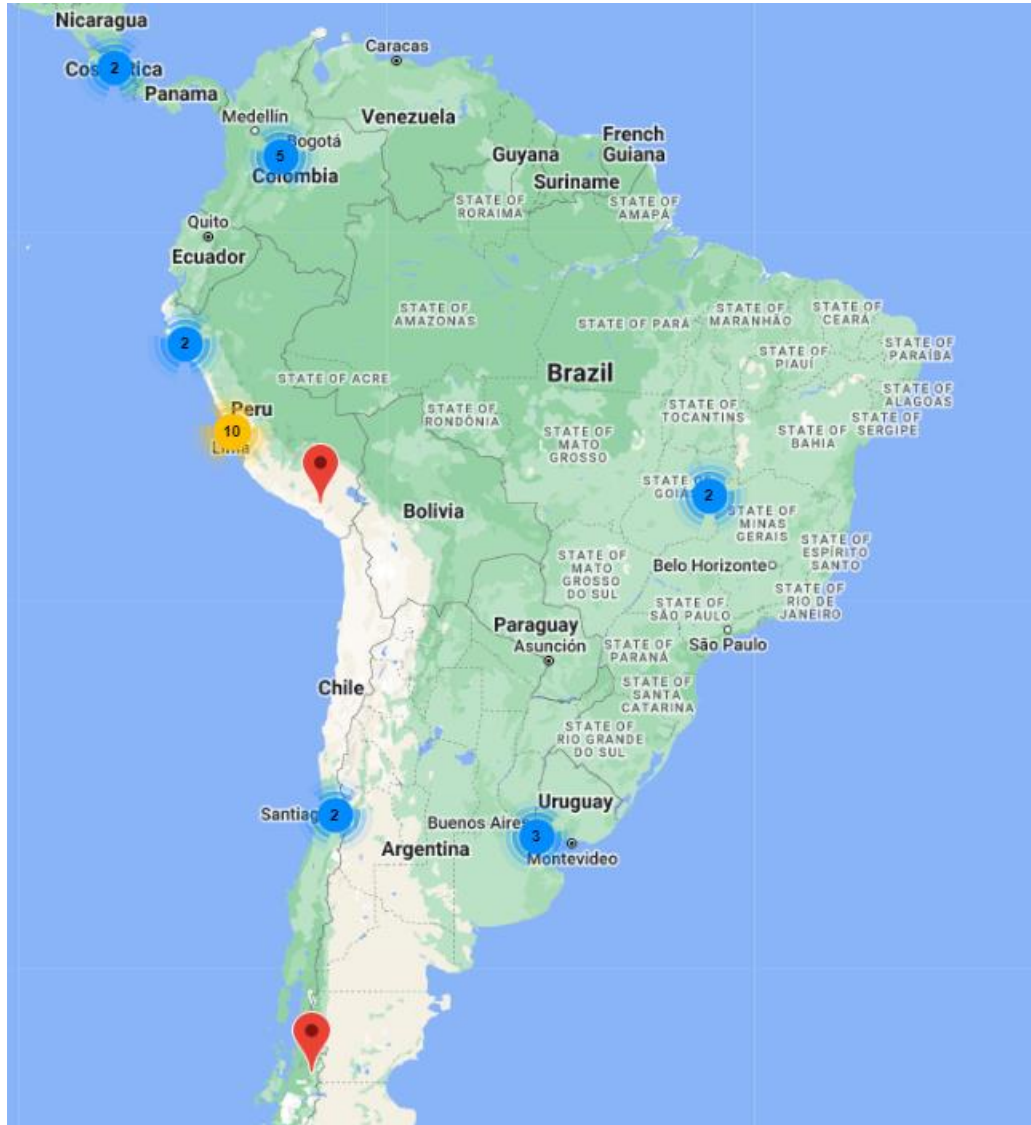 Nicaragua
Caracas
2
Panama
Medellín
Venezuela
French
Guiana
Bogotá
5
Colombia
Guyana
Suriname
STATE OF
RORAIMA
STATE OF
AMAPÁ
Quito
Ecuador
STATE OF
AMAZONAS
STATE OF PARÁ
STATE OF
MARANHÃO
STATE OF
CEARÁ
2
STATE OF
PIAUÍ
STATE OF
PARAÍBA
STATE OF ACRE
Brazil
STATE OF
ALAGOAS
Peru
STATE OF
RONDÔNIA
STATE OF
TOCANTINS
STATE OF
SERGIPE
10
Lima
STATE OF
MATO
GROSSO
STATE OF
BAHIA
STATE OF
2
Bolivia
STATE OF
MINAS
GERAIS
STATE OF
ESPÍRITO
SANTO
STATE OF
MATO
GROSSO
DO SUL
Belo Horizonte
STATE OF
RIO DE
JANEIRO
STATE OF
SÃO PAULO
Paraguay
Asunción
STATE OF
PARANÁ
São Paulo
Chile
STATE OF
SANTA
CATARINA
STATE OF
RIO GRANDE
DO SUL
2
Uruguay
Buenos Aires
3
Argentina
Montevideo